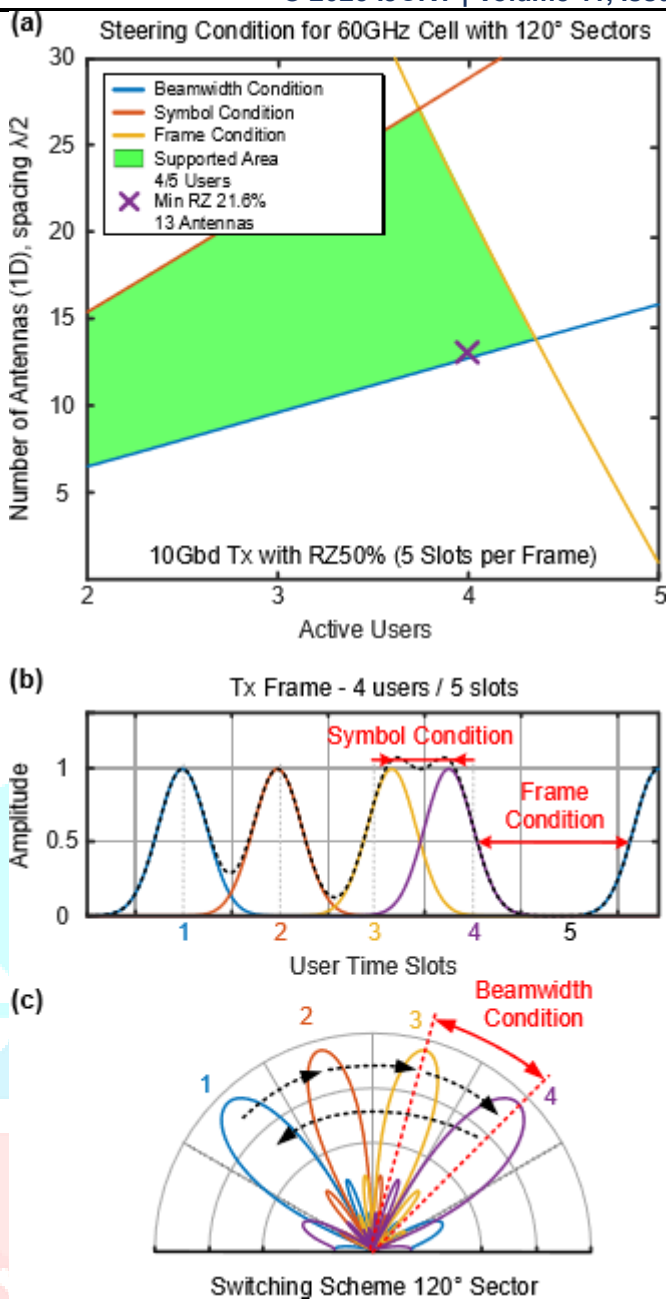 (a)
Steering Condition for 60GHz Cell with 120° Sectors
Number of Antennas (1D), spacing λ/2
30
25
20
15
10
5
Beamwidth Condition
Symbol Condition
Frame Condition
Supported Area
4/5 Users
Min RZ 21.6%
13 Antennas
10Gbd Tx with RZ50% (5 Slots per Frame)
2 3 4 5
Active Users
(b)
Tx Frame - 4 users / 5 slots
Amplitude
1
0.5
0
Symbol Condition
Frame
Condition
1 2 3 4 5
User Time Slots
(c)
Beamwidth
Condition
1
2
3
4
Switching Scheme 120° Sector